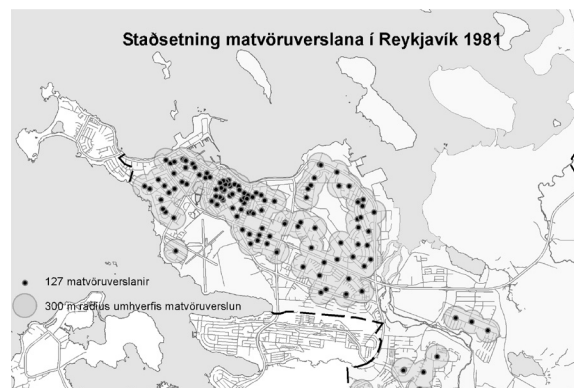 Staðsetning matvöruverslana í Reykjavík 1981
127 matvöruverslanir
300 m radíus umhverfis matvöruverslun